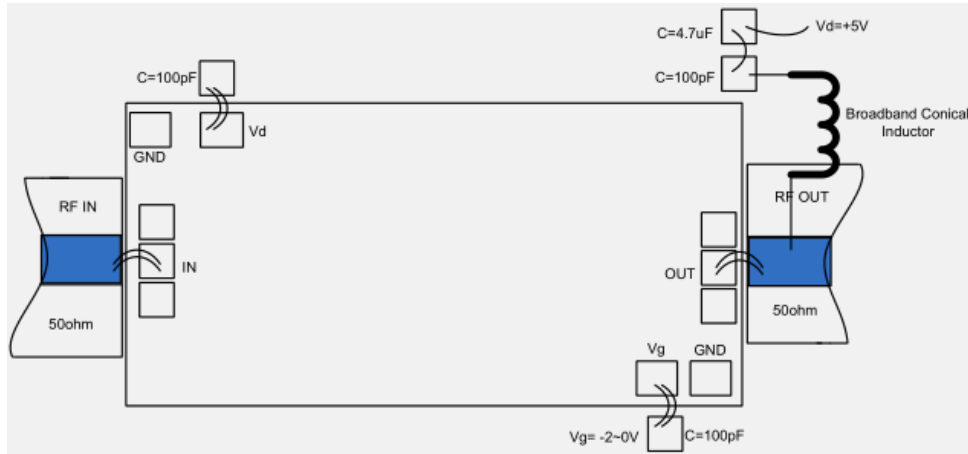 C=4.7uF
Vd=+5V
C=100pF
C=100pF
Broadband Conical
Inductor
Vd
GND
RF IN
RF OUT
IN
OUT
50ohm
50ohm
Vg
GND
Vg= -2~0V
C=100pF